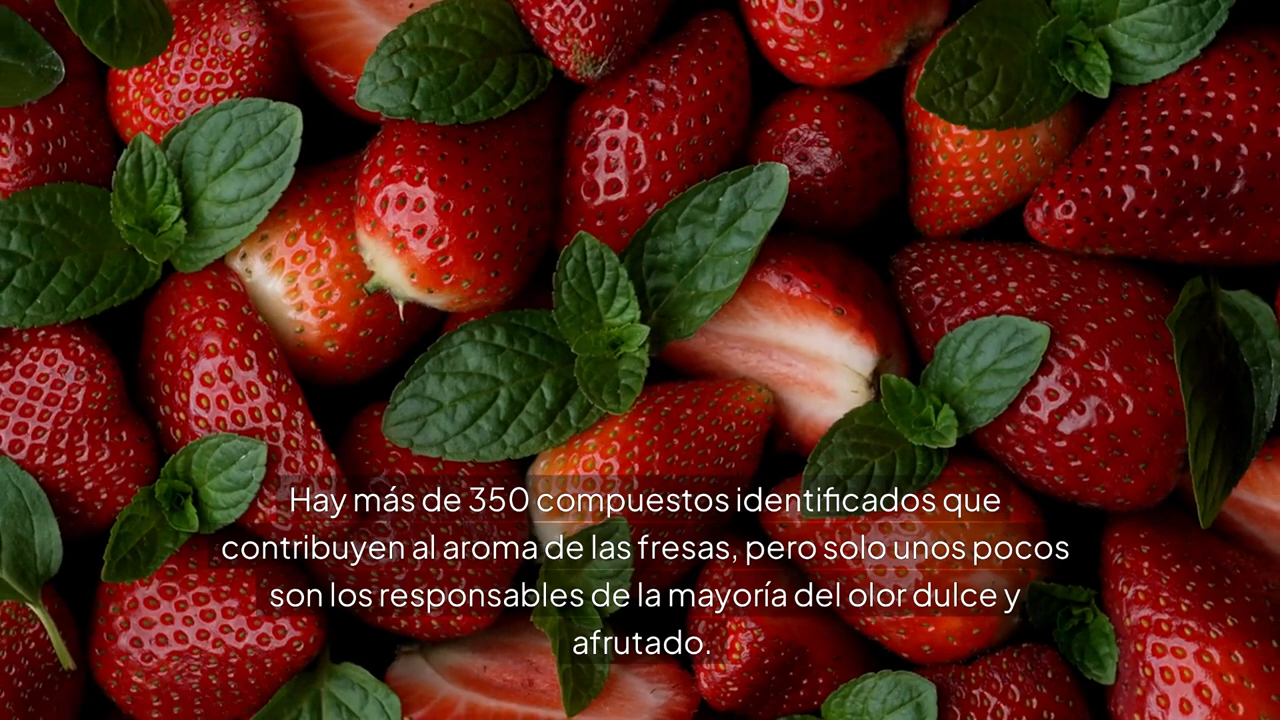 Hay más de 350 compuestos identificados que
contribuyen al aroma de las fresas, pero solo unos pocos
son los responsables de la mayoría del olor dulce y
afrutado.